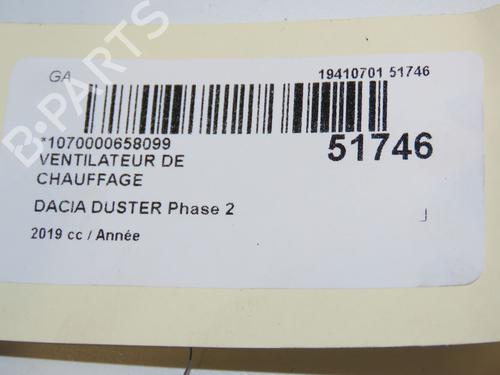 GA 19410701 51746
*1070000658099 51746
VENTILATEUR DE
CHAUFFAGE
DACIA DUSTER Phase 2
2019 cc / Année
B-PARTS